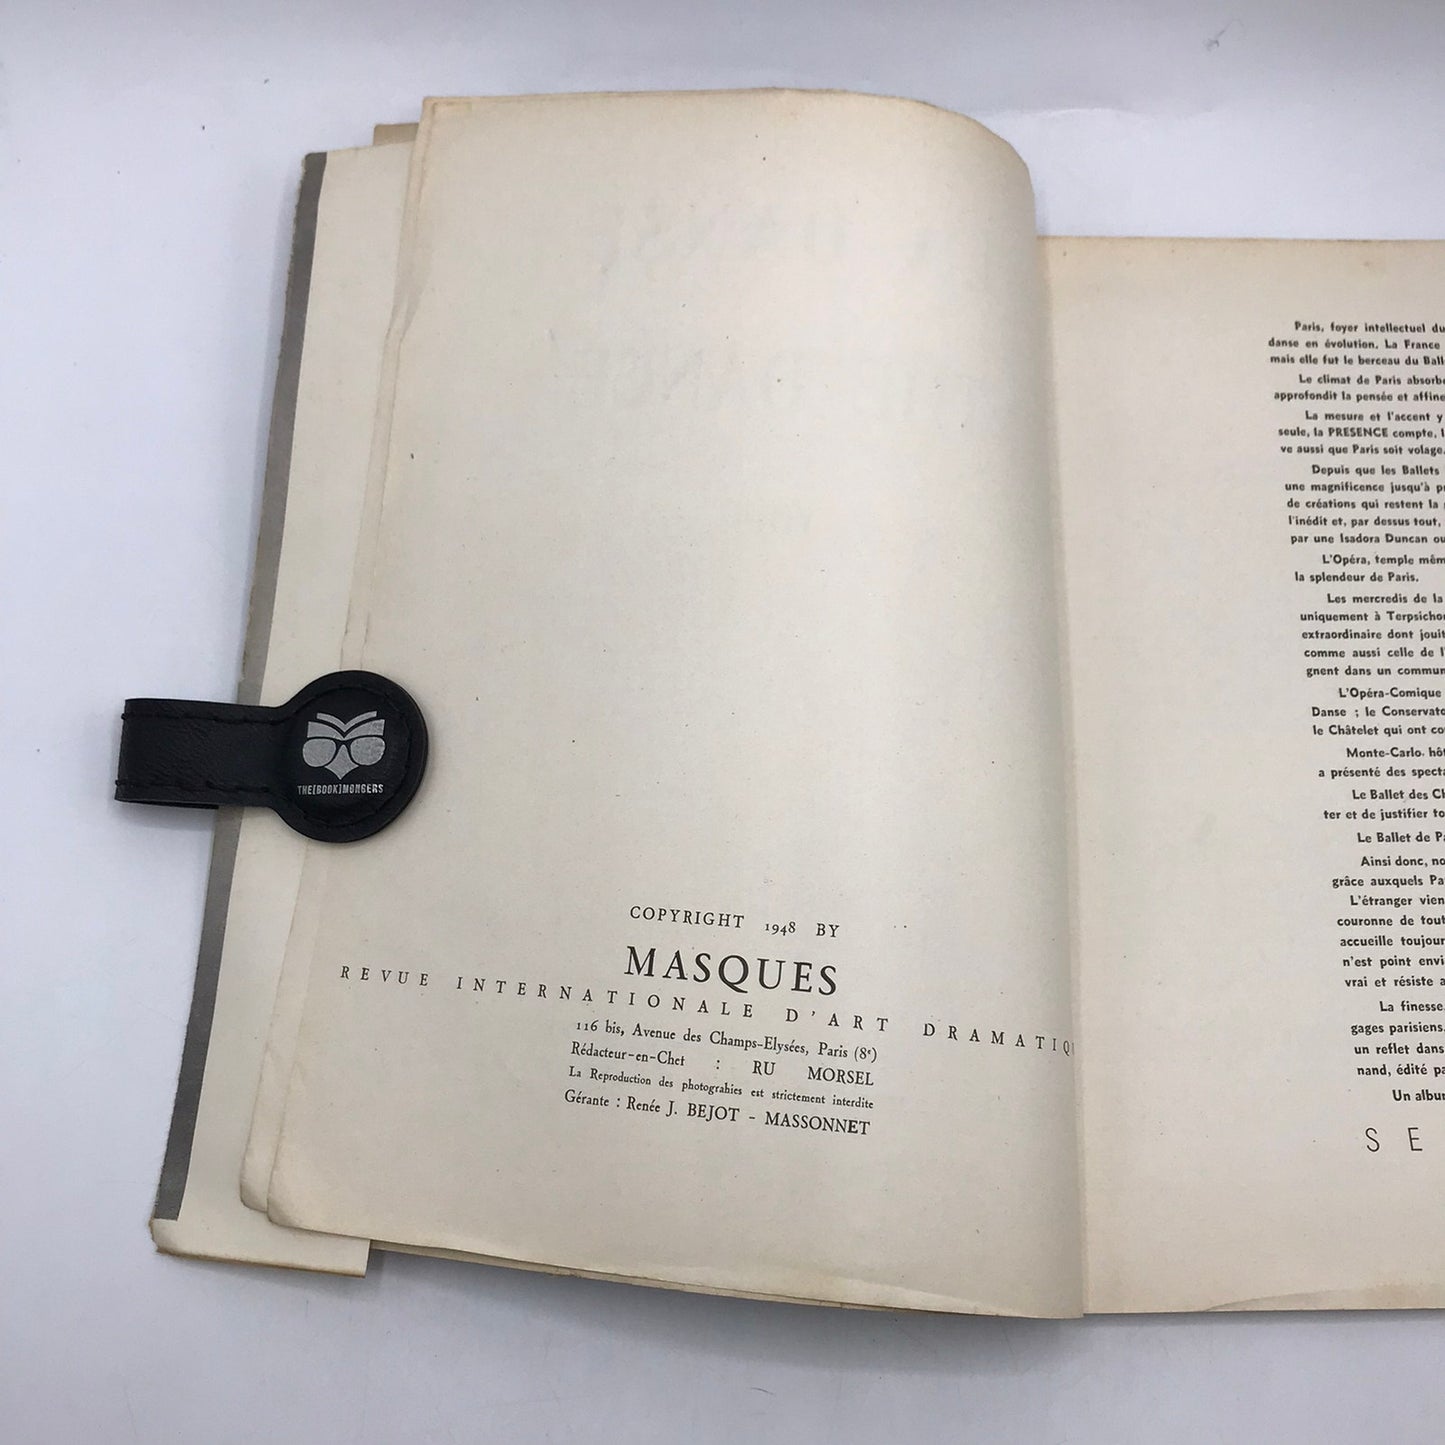 THE[BOOK]MONGERS
COPYRIGHT 1948 BY
MASQUES
REVUE INTERNATIONALE D'ART DRAMATIQ
116 bis, Avenue des Champs-Elysées, Paris (8e)
Rédacteur-en-Chef : RU MORSEL
La Reproduction des photograhies est strictement interdite
Gérante : Renée J. BEJOT - MASSONNET
Paris, foyer intellectuel du
danse en évolution. La France
mais elle fut le berceau du Ball
Le climat de Paris absorbe
approfondit la pensée et affine
La mesure et l'accent y
seule, la PRESENCE compte, l
ve aussi que Paris soit volage.
Depuis que les Ballets
une magnificence jusqu'à p
de créations qui restent la
l'inédit et, par dessus tout,
par une Isadora Duncan ou
L'Opéra, temple mêm
la splendeur de Paris.
Les mercredis de la
uniquement à Terpsicho
extraordinaire dont jouit
comme aussi celle de l'
gnent dans un commun
L'Opéra-Comique
Danse ; le Conservato
le Châtelet qui ont co
Monte-Carlo. hôt
a présenté des specta
Le Ballet des Ch
ter et de justifier to
Le Ballet de Pa
Ainsi donc, no
grâce auxquels Pa
L'étranger vien
couronne de tout
accueille toujour
n'est point envi
vrai et résiste a
La finesse.
gages parisiens.
un reflet dans
nand, édité pa
Un album
SE